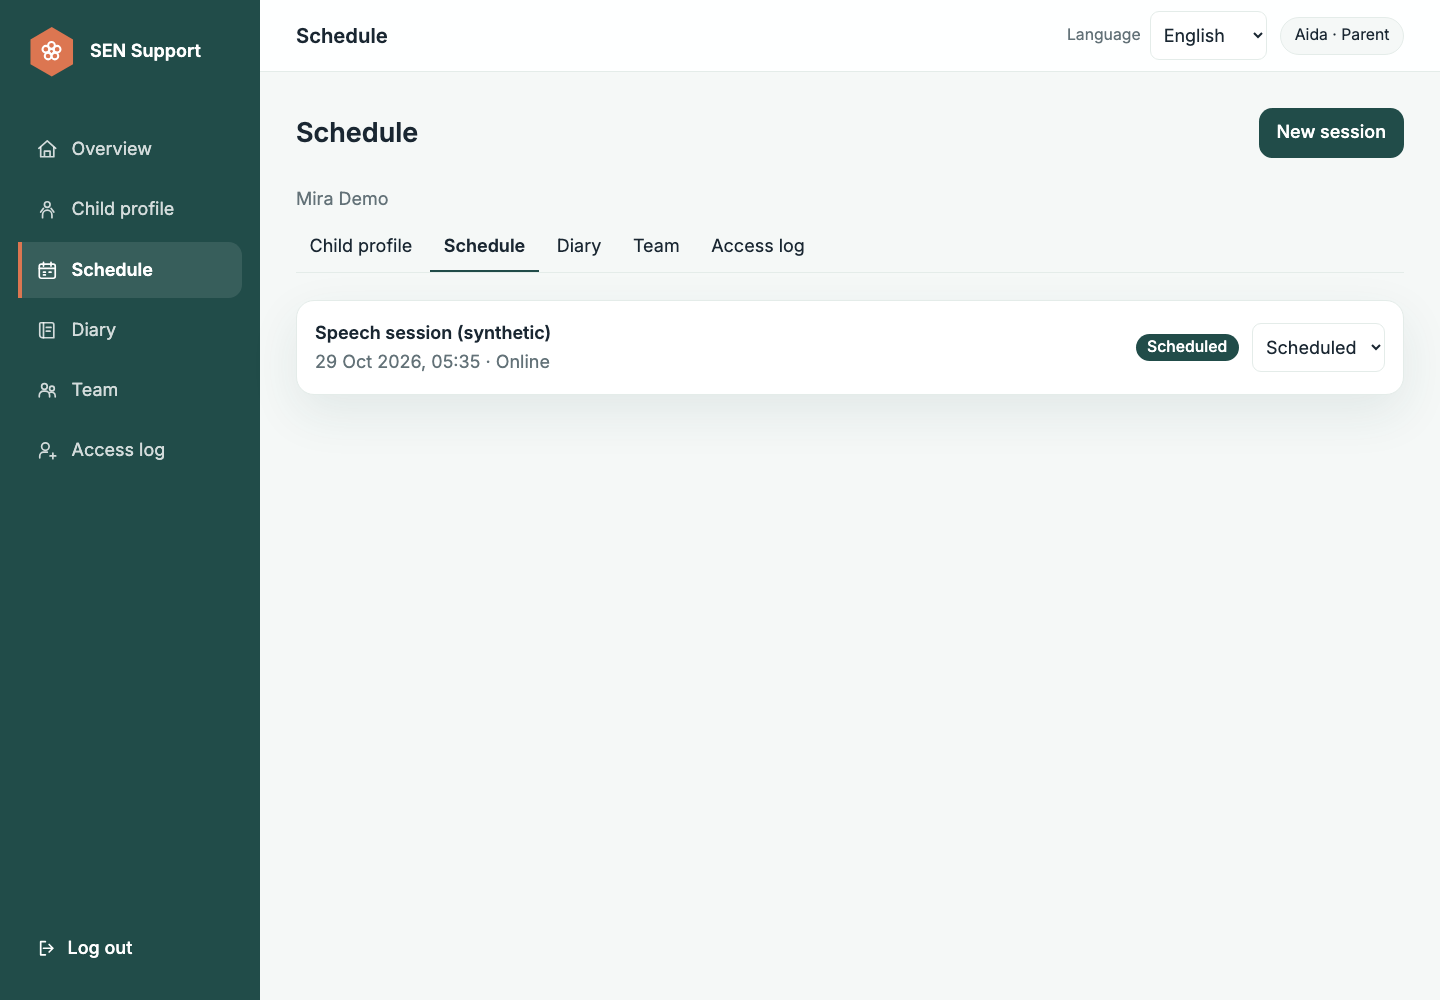 SEN Support
Overview
Child profile
Schedule
Diary
Team
Access log
Log out
Schedule
Language English Aida · Parent
Schedule
New session
Mira Demo
Child profile Schedule Diary Team Access log
Speech session (synthetic)
29 Oct 2026, 05:35 · Online
Scheduled Scheduled